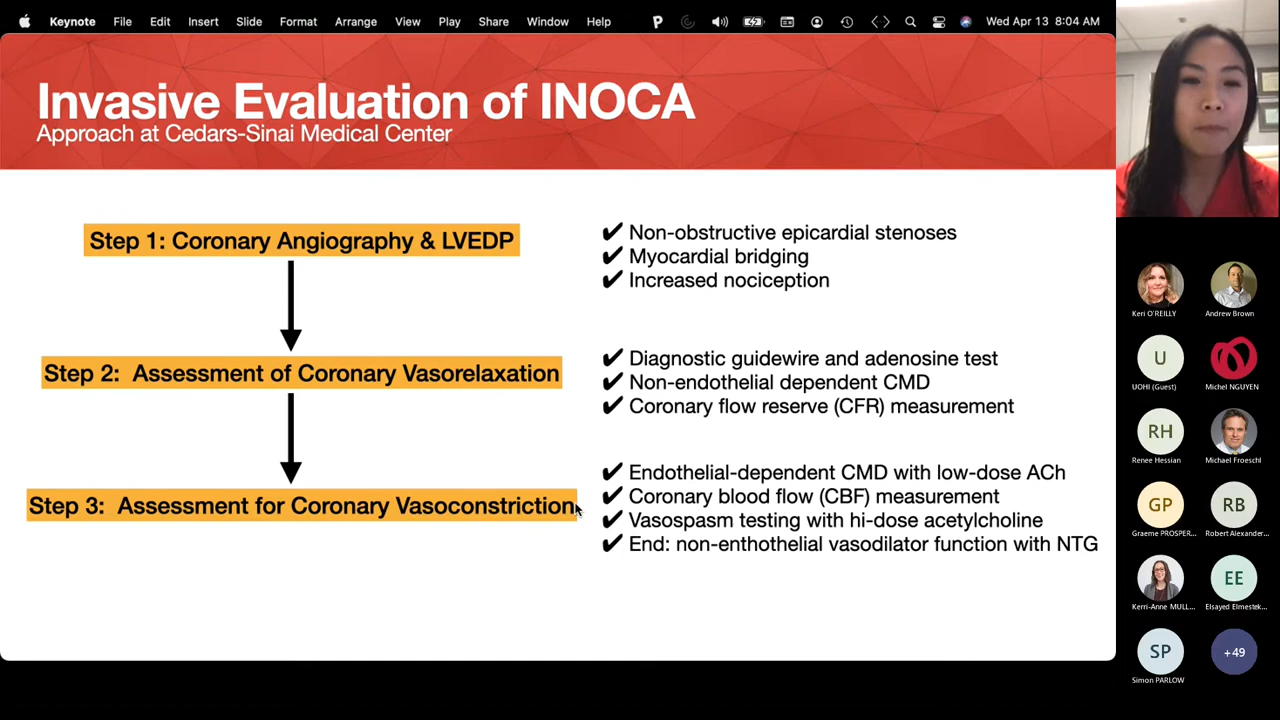 Keynote File Edit Insert Slide Format Arrange View Play Share Window Help Wed Apr 13 8:04 AM
Invasive Evaluation of INOCA
Approach at Cedars-Sinai Medical Center
Step 1: Coronary Angiography & LVEDP
✔ Non-obstructive epicardial stenoses
✔ Myocardial bridging
✔ Increased nociception
Step 2: Assessment of Coronary Vasorelaxation
✔ Diagnostic guidewire and adenosine test
✔ Non-endothelial dependent CMD
✔ Coronary flow reserve (CFR) measurement
Step 3: Assessment for Coronary Vasoconstriction
✔ Endothelial-dependent CMD with low-dose ACh
✔ Coronary blood flow (CBF) measurement
✔ Vasospasm testing with hi-dose acetylcholine
✔ End: non-enthothelial vasodilator function with NTG
Keri O'REILLY
Andrew Brown
U
UOHI (Guest)
Michel NGUYEN
RH
Renee Hessian
Michael Froeschl
GP
Graeme PROSPER...
RB
Robert Alexander...
Kerri-Anne MULL...
EE
Elsayed Elmestek...
SP
Simon PARLOW
+49